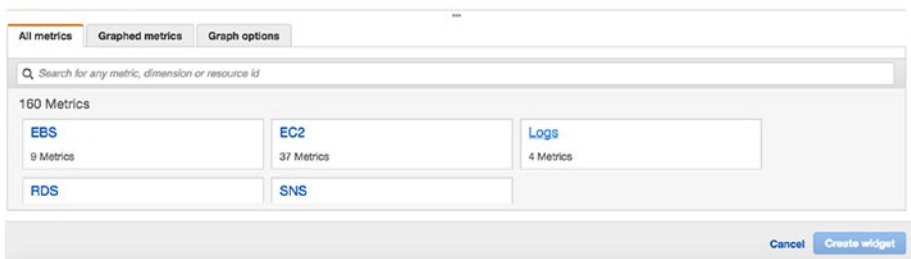 All metrics Graphed metrics Graph options
Search for any metric, dimension or resource id
160 Metrics
EBS EC2 Logs
9 Metrics 37 Metrics 4 Metrics
RDS SNS
Cancel Create widget